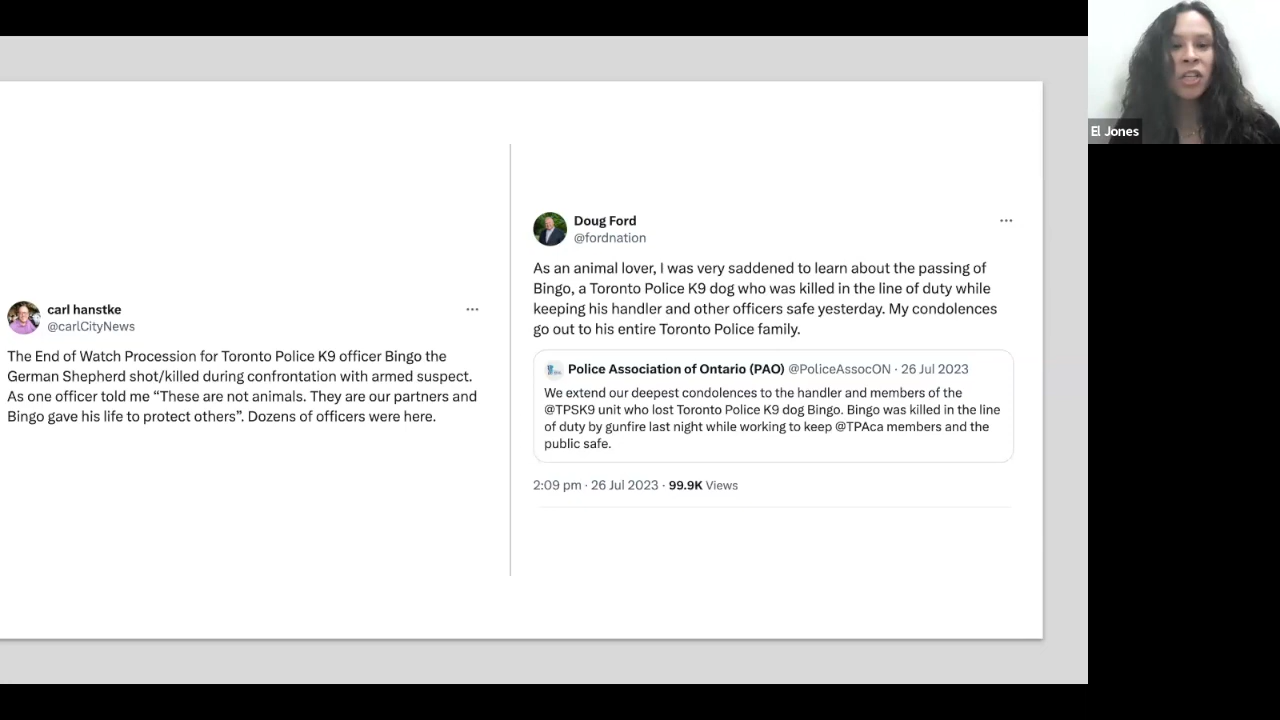 El Jones
carl hanstke
@carlCityNews
The End of Watch Procession for Toronto Police K9 officer Bingo the
German Shepherd shot/killed during confrontation with armed suspect.
As one officer told me “These are not animals. They are our partners and
Bingo gave his life to protect others”. Dozens of officers were here.
Doug Ford
@fordnation
As an animal lover, I was very saddened to learn about the passing of
Bingo, a Toronto Police K9 dog who was killed in the line of duty while
keeping his handler and other officers safe yesterday. My condolences
go out to his entire Toronto Police family.
Police Association of Ontario (PAO) @PoliceAssocON · 26 Jul 2023
We extend our deepest condolences to the handler and members of the
@TPSK9 unit who lost Toronto Police K9 dog Bingo. Bingo was killed in the line
of duty by gunfire last night while working to keep @TPAca members and the
public safe.
2:09 pm · 26 Jul 2023 · 99.9K Views